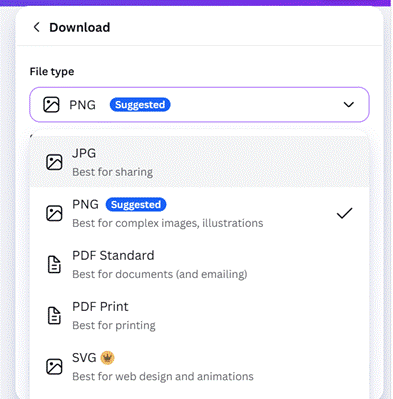 Download
File type
PNG Suggested
JPG
Best for sharing
PNG Suggested
Best for complex images, illustrations
PDF Standard
Best for documents (and emailing)
PDF Print
Best for printing
SVG
Best for web design and animations